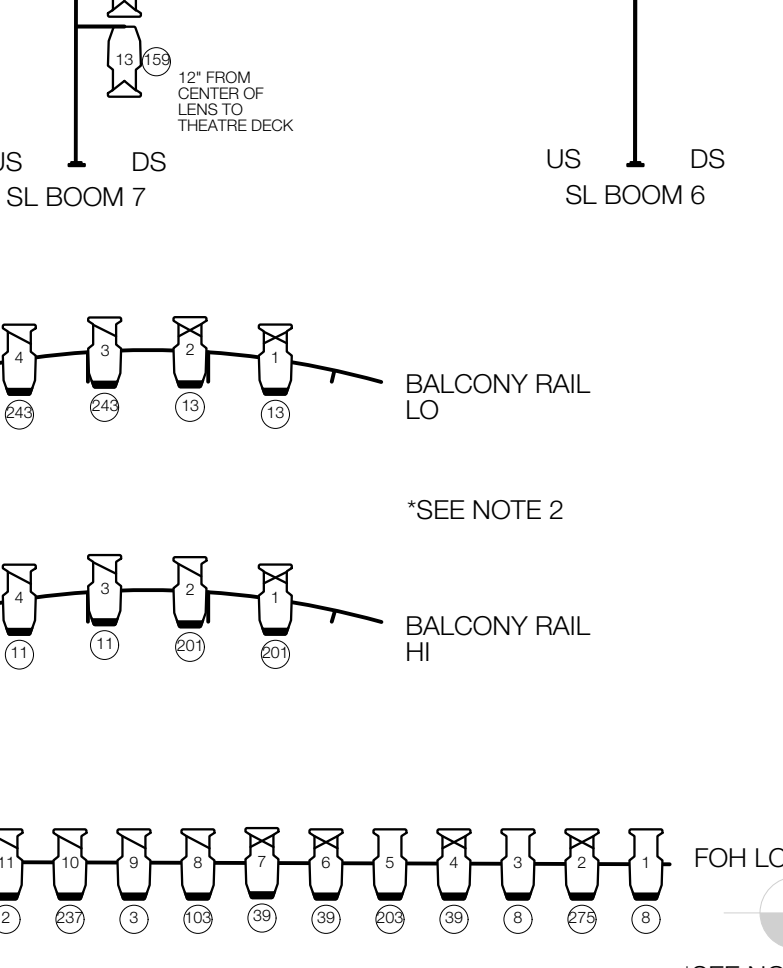 13 159
12" FROM
CENTER OF
LENS TO
THEATRE DECK
US DS
SL BOOM 7
US DS
SL BOOM 6
4 3 2 1
BALCONY RAIL
LO
243 243 13 13
*SEE NOTE 2
4 3 2 1
BALCONY RAIL
HI
11 11 201 201
11 10 9 8 7 6 5 4 3 2 1
FOH LO
2 237 3 103 39 39 203 39 8 275 8